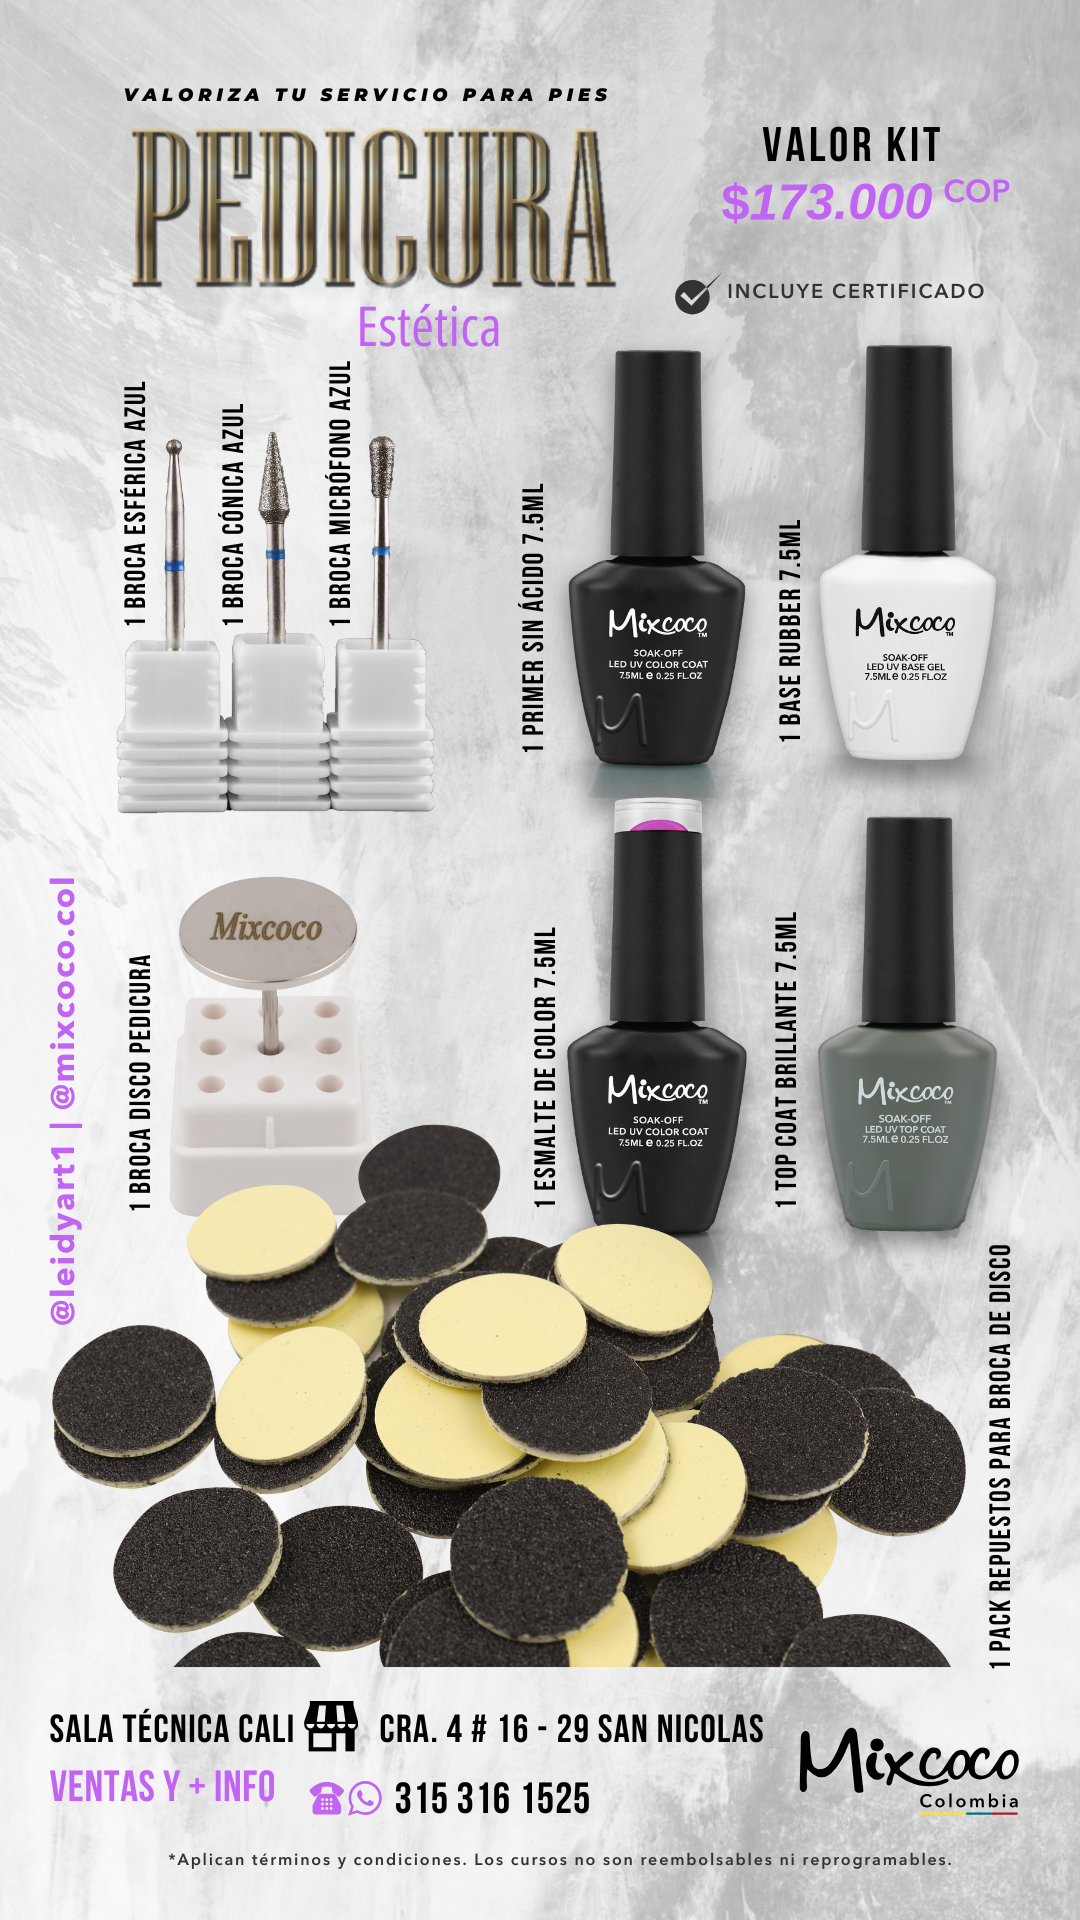 VALORIZA TU SERVICIO PARA PIES
PEDICURA
Estética
VALOR KIT
$173.000 COP
INCLUYE CERTIFICADO
1 BROCA ESFÉRICA AZUL
1 BROCA CÓNICA AZUL
1 BROCA MICRÓFONO AZUL
1 PRIMER SIN ÁCIDO 7.5ML
Mixcoco™
SOAK-OFF
LED UV COLOR COAT
7.5ML e 0.25 FL.OZ
1 BASE RUBBER 7.5ML
Mixcoco™
SOAK-OFF
LED UV BASE GEL
7.5ML e 0.25 FL.OZ
@leidyart1 | @mixcoco.col
1 BROCA DISCO PEDICURA
Mixcoco
1 ESMALTE DE COLOR 7.5ML
Mixcoco™
SOAK-OFF
LED UV COLOR COAT
7.5ML e 0.25 FL.OZ
1 TOP COAT BRILLANTE 7.5ML
Mixcoco™
SOAK-OFF
LED UV TOP COAT
7.5ML e 0.25 FL.OZ
1 PACK REPUESTOS PARA BROCA DE DISCO
SALA TÉCNICA CALI CRA. 4 # 16 - 29 SAN NICOLAS
VENTAS Y + INFO 315 316 1525
Mixcoco
Colombia
*Aplican términos y condiciones. Los cursos no son reembolsables ni reprogramables.